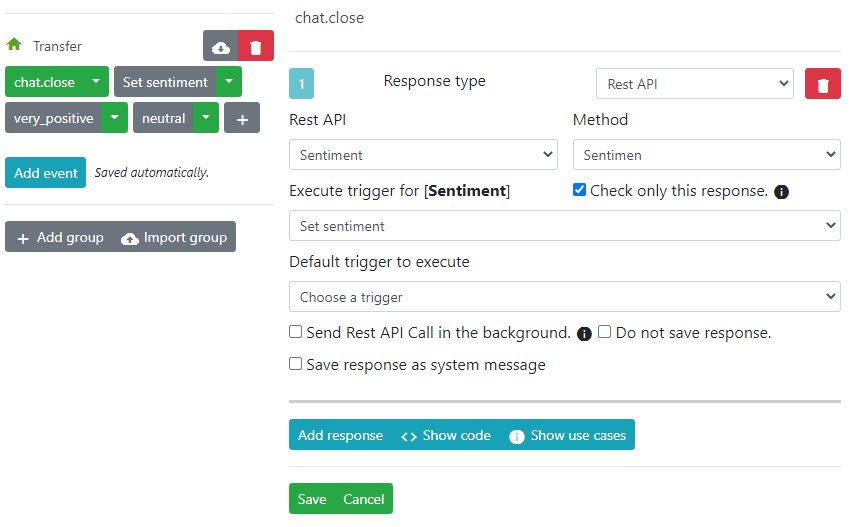 Transfer
chat.close
Set sentiment
very_positive
neutral
+
Add event
Saved automatically.
+ Add group
Import group
chat.close
1
Response type
Rest API
Rest API
Method
Sentiment
Sentimen
Execute trigger for [Sentiment]
Check only this response.
Set sentiment
Default trigger to execute
Choose a trigger
Send Rest API Call in the background.
Do not save response.
Save response as system message
Add response
<> Show code
Show use cases
Save
Cancel